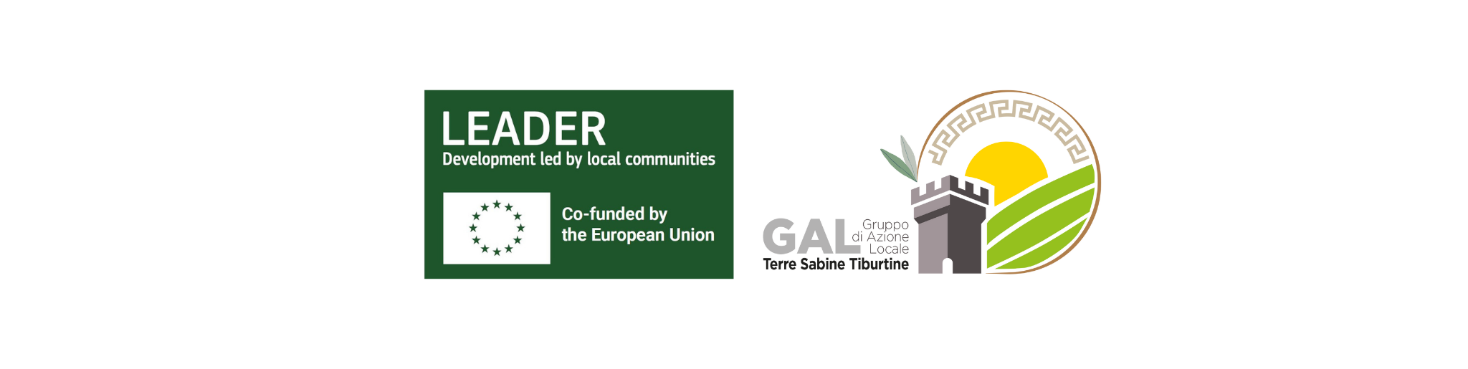 LEADER
Development led by local communities
Co-funded by
the European Union
GAL
Gruppo
di Azione
Locale
Terre Sabine Tiburtine